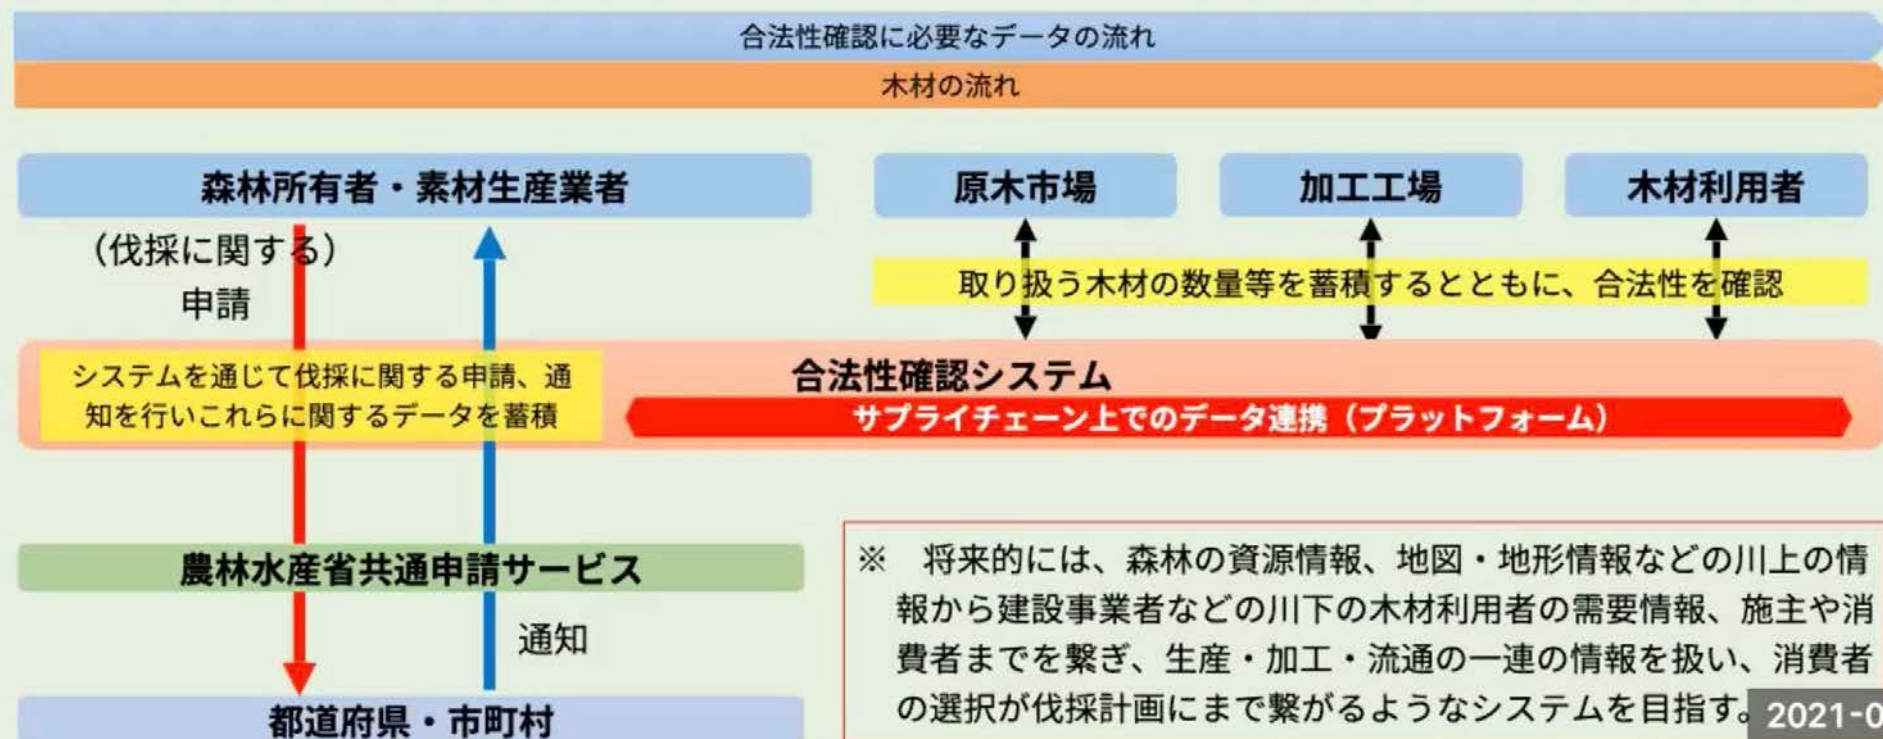 合法性確認に必要なデータの流れ
木材の流れ
森林所有者・素材生産業者
原木市場
加工工場
木材利用者
（伐採に関する）
申請
取り扱う木材の数量等を蓄積するとともに、合法性を確認
システムを通じて伐採に関する申請、通
知を行いこれらに関するデータを蓄積
合法性確認システム
サプライチェーン上でのデータ連携（プラットフォーム）
農林水産省共通申請サービス
通知
都道府県・市町村
※　将来的には、森林の資源情報、地図・地形情報などの川上の情
報から建設事業者などの川下の木材利用者の需要情報、施主や消
費者までを繋ぎ、生産・加工・流通の一連の情報を扱い、消費者
の選択が伐採計画にまで繋がるようなシステムを目指す。
2021-0